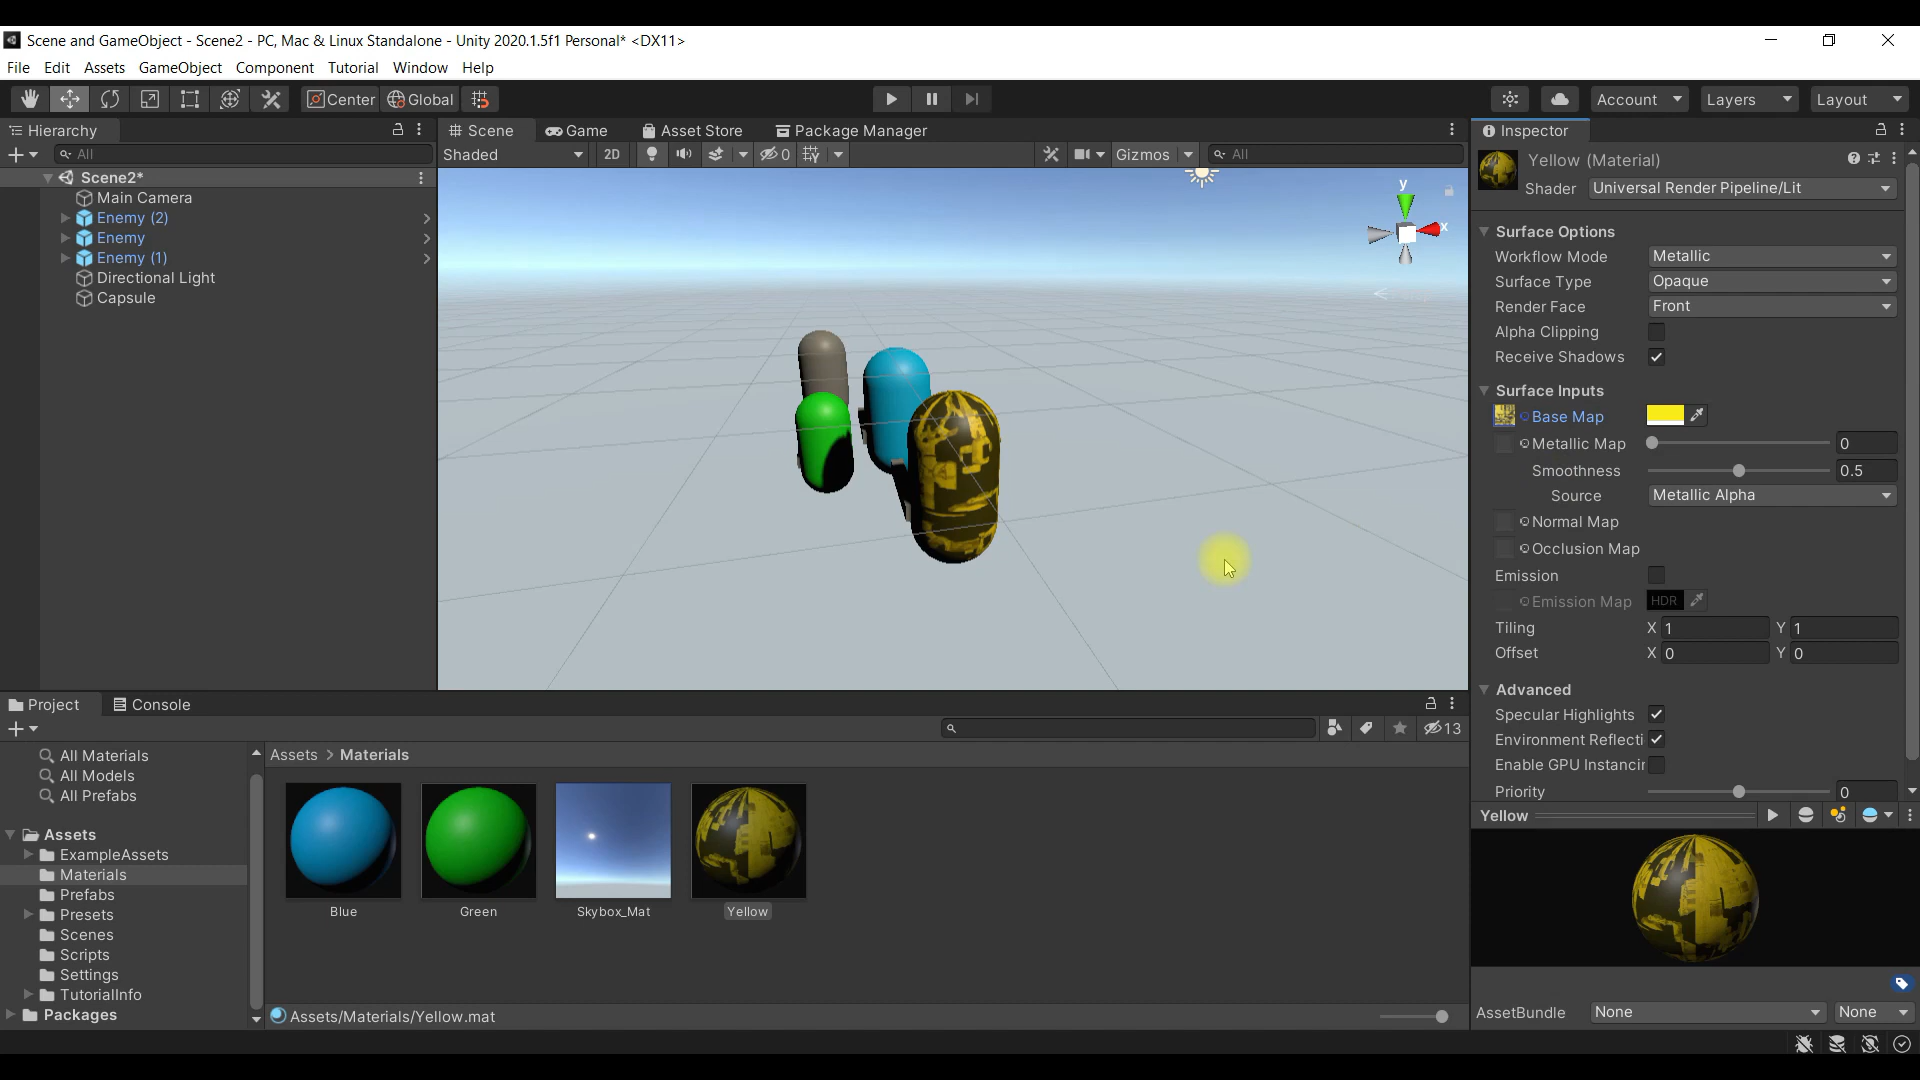 Scene and GameObject - Scene2 - PC, Mac & Linux Standalone - Unity 2020.1.5f1 Personal* <DX11>
File Edit Assets GameObject Component Tutorial Window Help
Center Global Account Layers Layout
Hierarchy
All
Scene2*
Main Camera
Enemy (2)
Enemy
Enemy (1)
Directional Light
Capsule
Scene Game Asset Store Package Manager
Shaded 2D 0 Gizmos All
y
x
Inspector
Yellow (Material)
Shader Universal Render Pipeline/Lit
Surface Options
Workflow Mode Metallic
Surface Type Opaque
Render Face Front
Alpha Clipping
Receive Shadows
Surface Inputs
Base Map
Metallic Map 0
Smoothness 0.5
Source Metallic Alpha
Normal Map
Occlusion Map
Emission
Emission Map HDR
Tiling X 1 Y 1
Offset X 0 Y 0
Advanced
Specular Highlights
Environment Reflecti
Enable GPU Instancir
Priority 0
Yellow
AssetBundle None None
Project Console
13
All Materials
All Models
All Prefabs
Assets
ExampleAssets
Materials
Prefabs
Presets
Scenes
Scripts
Settings
TutorialInfo
Packages
Assets > Materials
Blue Green Skybox_Mat Yellow
Assets/Materials/Yellow.mat